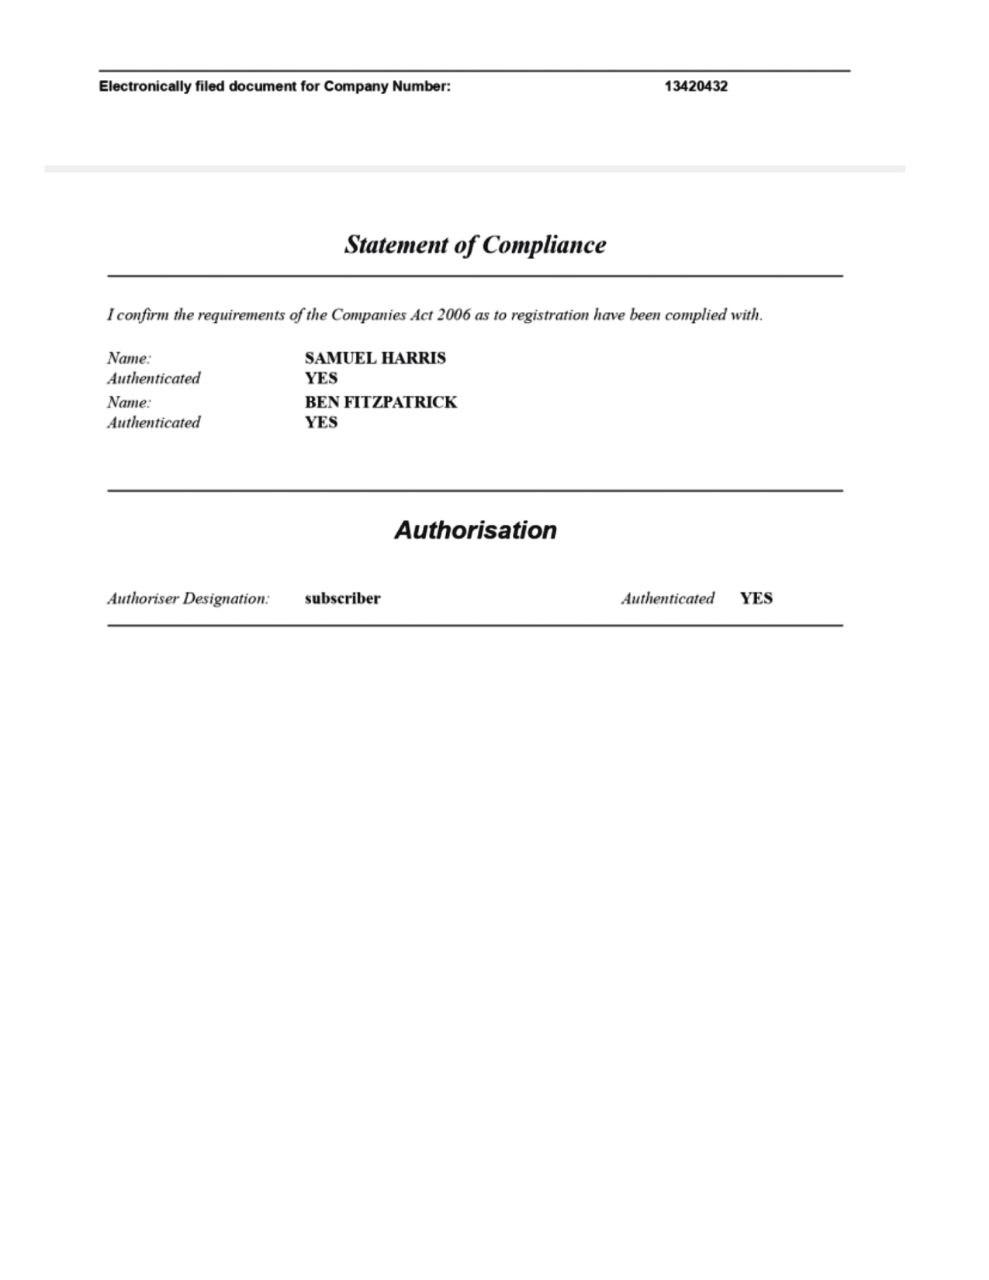 Electronically filed document for Company Number: 13420432
Statement of Compliance
I confirm the requirements of the Companies Act 2006 as to registration have been complied with.
Name: SAMUEL HARRIS
Authenticated YES
Name: BEN FITZPATRICK
Authenticated YES
Authorisation
Authoriser Designation: subscriber Authenticated YES